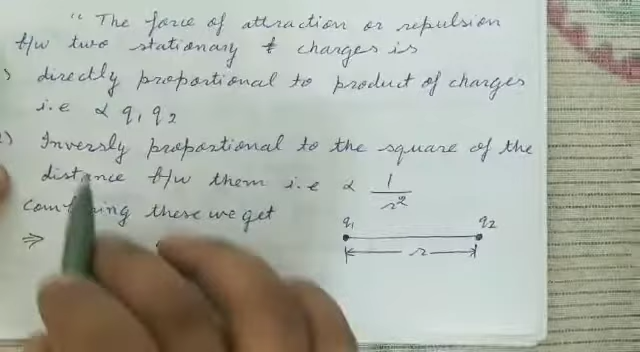 " The force of attraction or repulsion
b/w two stationary charges is
) directly proportional to product of charges
i.e α q₁ q₂
) Inversly proportional to the square of the
distance b/w them i.e α 1/r²
combining these we get
⇒
q₁ q₂
r